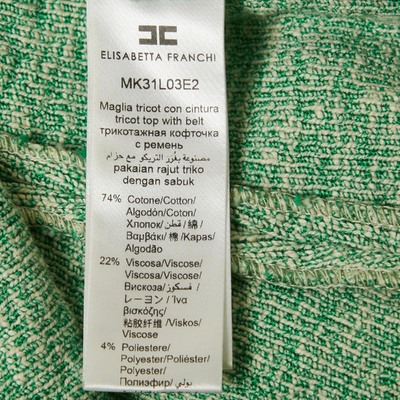 ELISABETTA FRANCHI
MK31L03E2
Maglia tricot con cintura
tricot top with belt
трикотажная кофточка
с ремень
مصنوعة بغُرز التريكو مع حزام
pakaian rajut triko
dengan sabuk
74% Cotone/Cotton/
Algodón/Coton/
Хлопок/قطن/綿/
Βαμβάκι/棉/Kapas/
Algodão
22% Viscosa/Viscose/
Viscosa/Viscose/
Вискоза/فسكوز/
レーヨン/Ίνα
βισκόζης/
粘胶纤维/Viskos/
Viscose
4% Poliestere/
Polyester/Poliéster/
Polyester/
Полиэфир/بولي